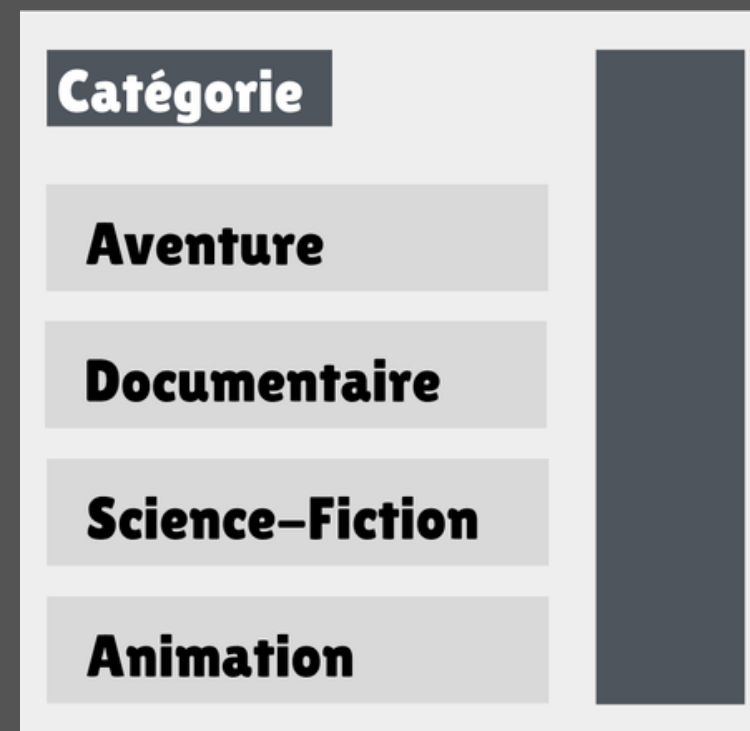 Catégorie
Aventure
Documentaire
Science-Fiction
Animation